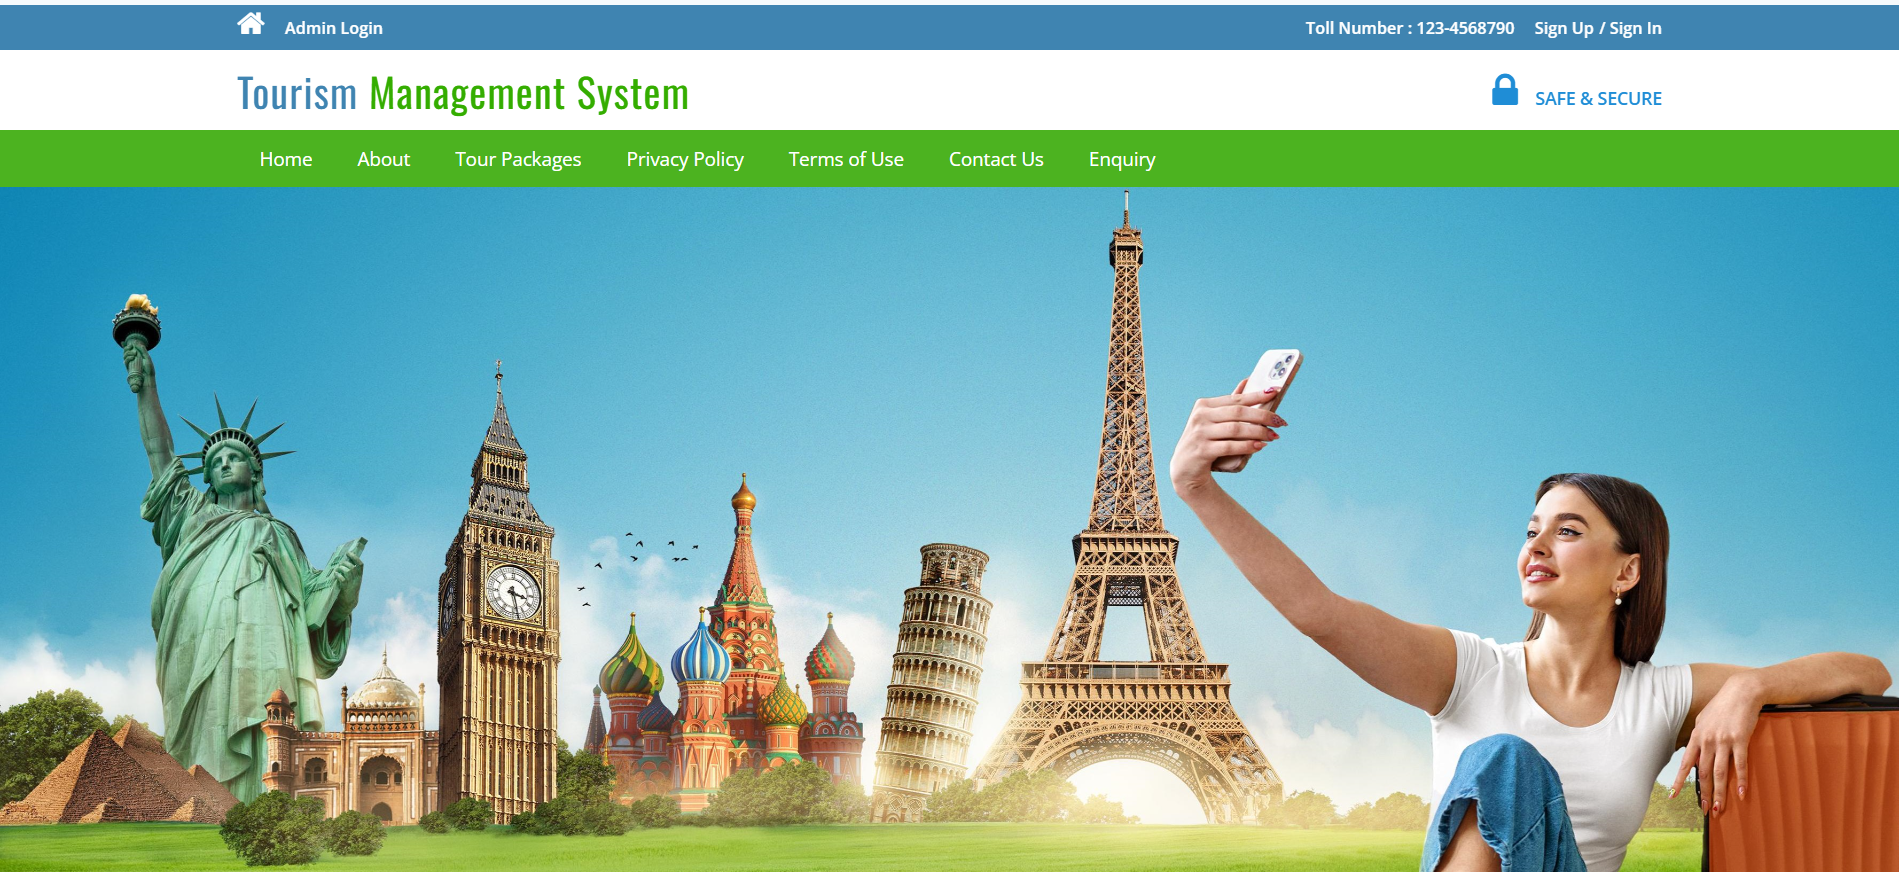 Admin Login
Toll Number : 123-4568790 Sign Up / Sign In
Tourism Management System
SAFE & SECURE
Home About Tour Packages Privacy Policy Terms of Use Contact Us Enquiry